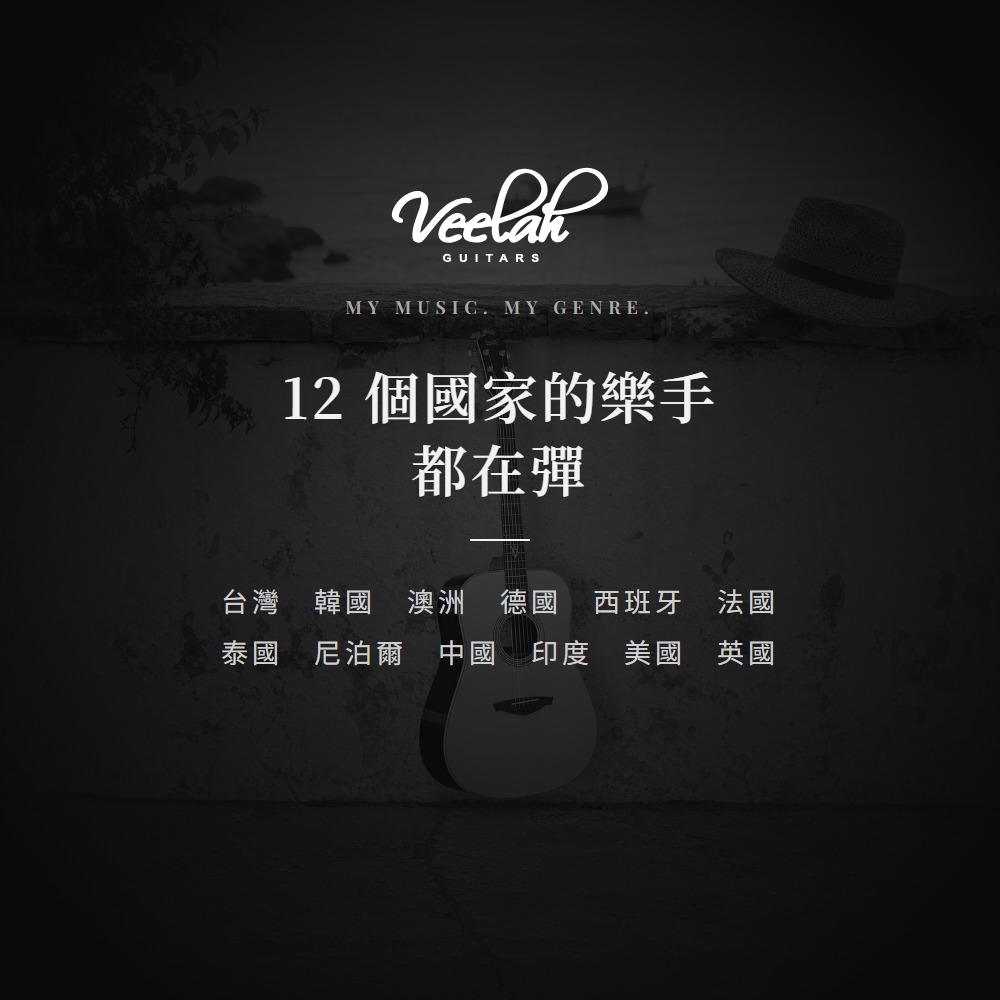 Veelah
GUITARS
MY MUSIC. MY GENRE.
12 個國家的樂手
都在彈
台灣 韓國 澳洲 德國 西班牙 法國
泰國 尼泊爾 中國 印度 美國 英國